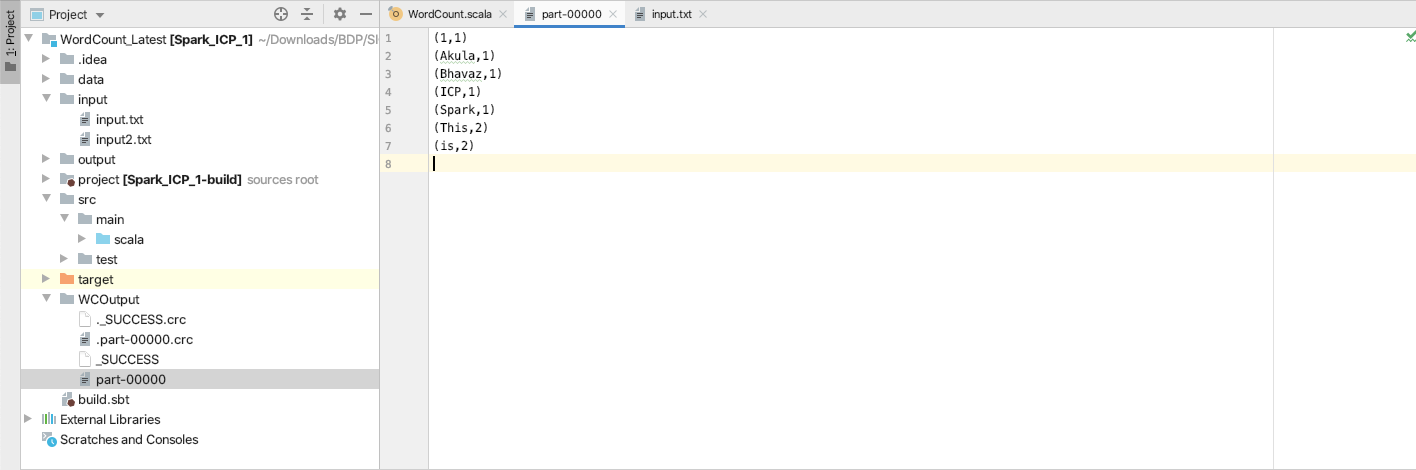 1: Project
Project
WordCount_Latest [Spark_ICP_1] ~/Downloads/BDP/
.idea
data
input
input.txt
input2.txt
output
project [Spark_ICP_1-build] sources root
src
main
scala
test
target
WCOutput
._SUCCESS.crc
.part-00000.crc
_SUCCESS
part-00000
build.sbt
External Libraries
Scratches and Consoles
WordCount.scala part-00000 input.txt
1 (1,1)
2 (Akula,1)
3 (Bhavaz,1)
4 (ICP,1)
5 (Spark,1)
6 (This,2)
7 (is,2)
8